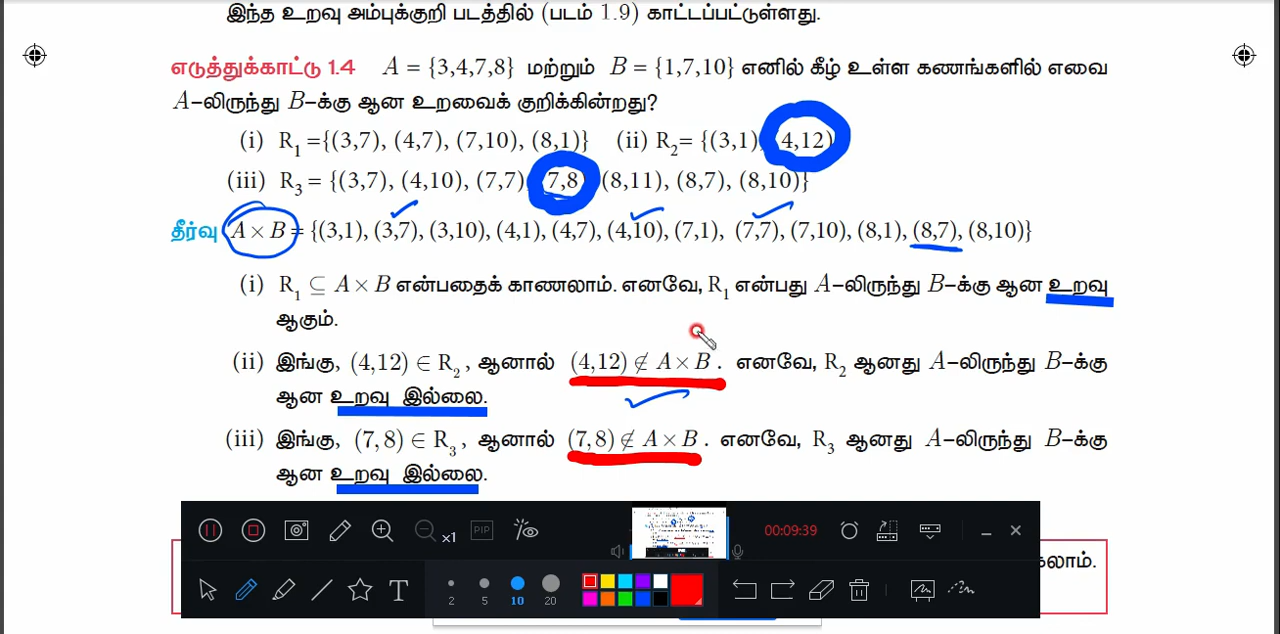 இந்த உறவு அம்புக்குறி படத்தில் (படம் 1.9) காட்டப்பட்டுள்ளது.
எடுத்துக்காட்டு 1.4 A = {3,4,7,8} மற்றும் B = {1,7,10} எனில் கீழ் உள்ள கணங்களில் எவை
A–லிருந்து B–க்கு ஆன உறவைக் குறிக்கின்றது?
(i) R₁ ={(3,7), (4,7), (7,10), (8,1)} (ii) R₂= {(3,1), (4,12)}
(iii) R₃ = {(3,7), (4,10), (7,7), (7,8), (8,11), (8,7), (8,10)}
தீர்வு A × B = {(3,1), (3,7), (3,10), (4,1), (4,7), (4,10), (7,1), (7,7), (7,10), (8,1), (8,7), (8,10)}
(i) R₁ ⊆ A × B என்பதைக் காணலாம். எனவே, R₁ என்பது A–லிருந்து B–க்கு ஆன உறவு
ஆகும்.
(ii) இங்கு, (4,12) ∈ R₂, ஆனால் (4,12) ∉ A × B . எனவே, R₂ ஆனது A–லிருந்து B–க்கு
ஆன உறவு இல்லை.
(iii) இங்கு, (7,8) ∈ R₃, ஆனால் (7,8) ∉ A × B . எனவே, R₃ ஆனது A–லிருந்து B–க்கு
ஆன உறவு இல்லை.
x1 PIP 00:09:39
லாம்.
T 2 5 10 20